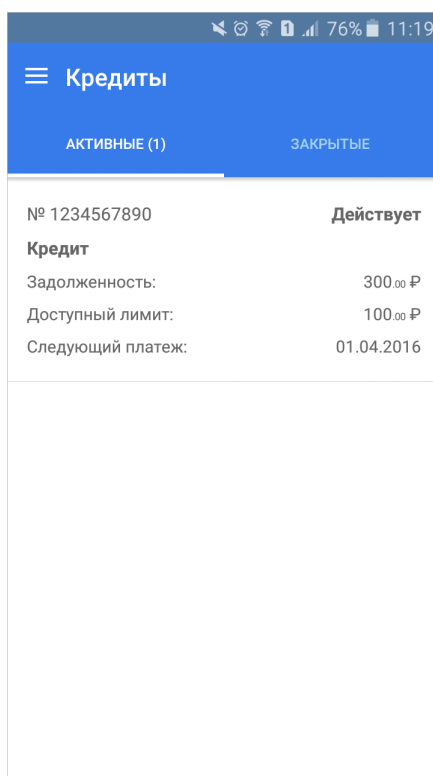 1 76% 11:19
Кредиты
АКТИВНЫЕ (1) ЗАКРЫТЫЕ
№ 1234567890 Действует
Кредит
Задолженность: 300.00 ₽
Доступный лимит: 100.00 ₽
Следующий платеж: 01.04.2016